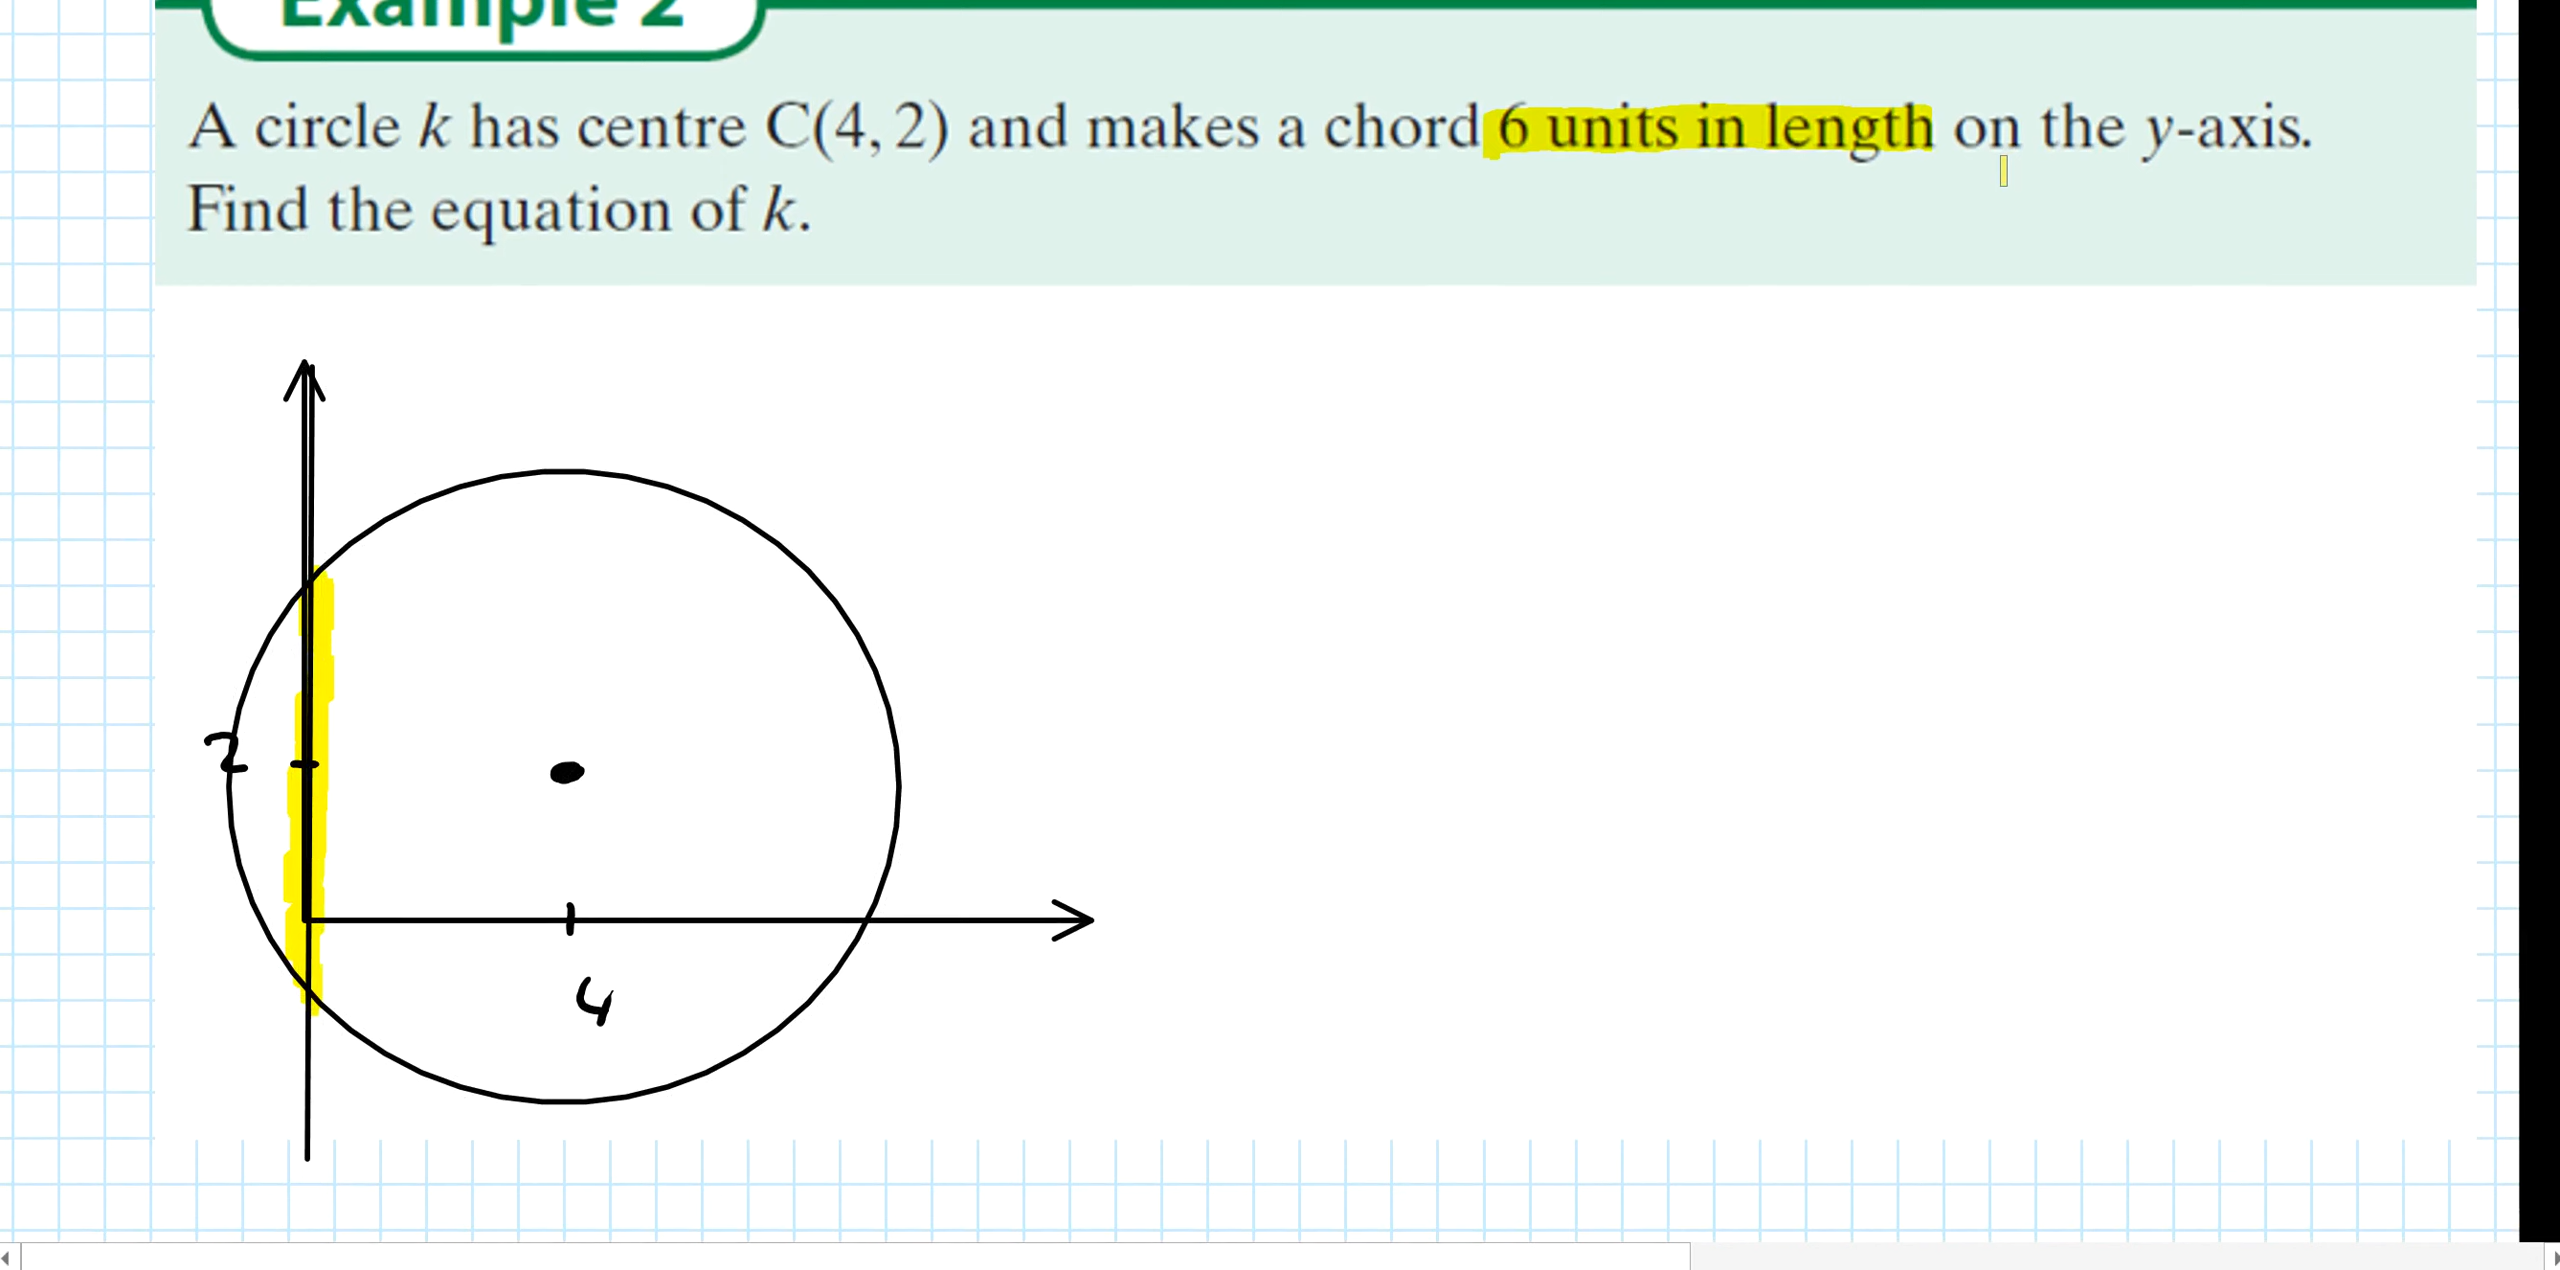 Example 2
A circle k has centre C(4, 2) and makes a chord 6 units in length on the y-axis.
Find the equation of k.
2
4